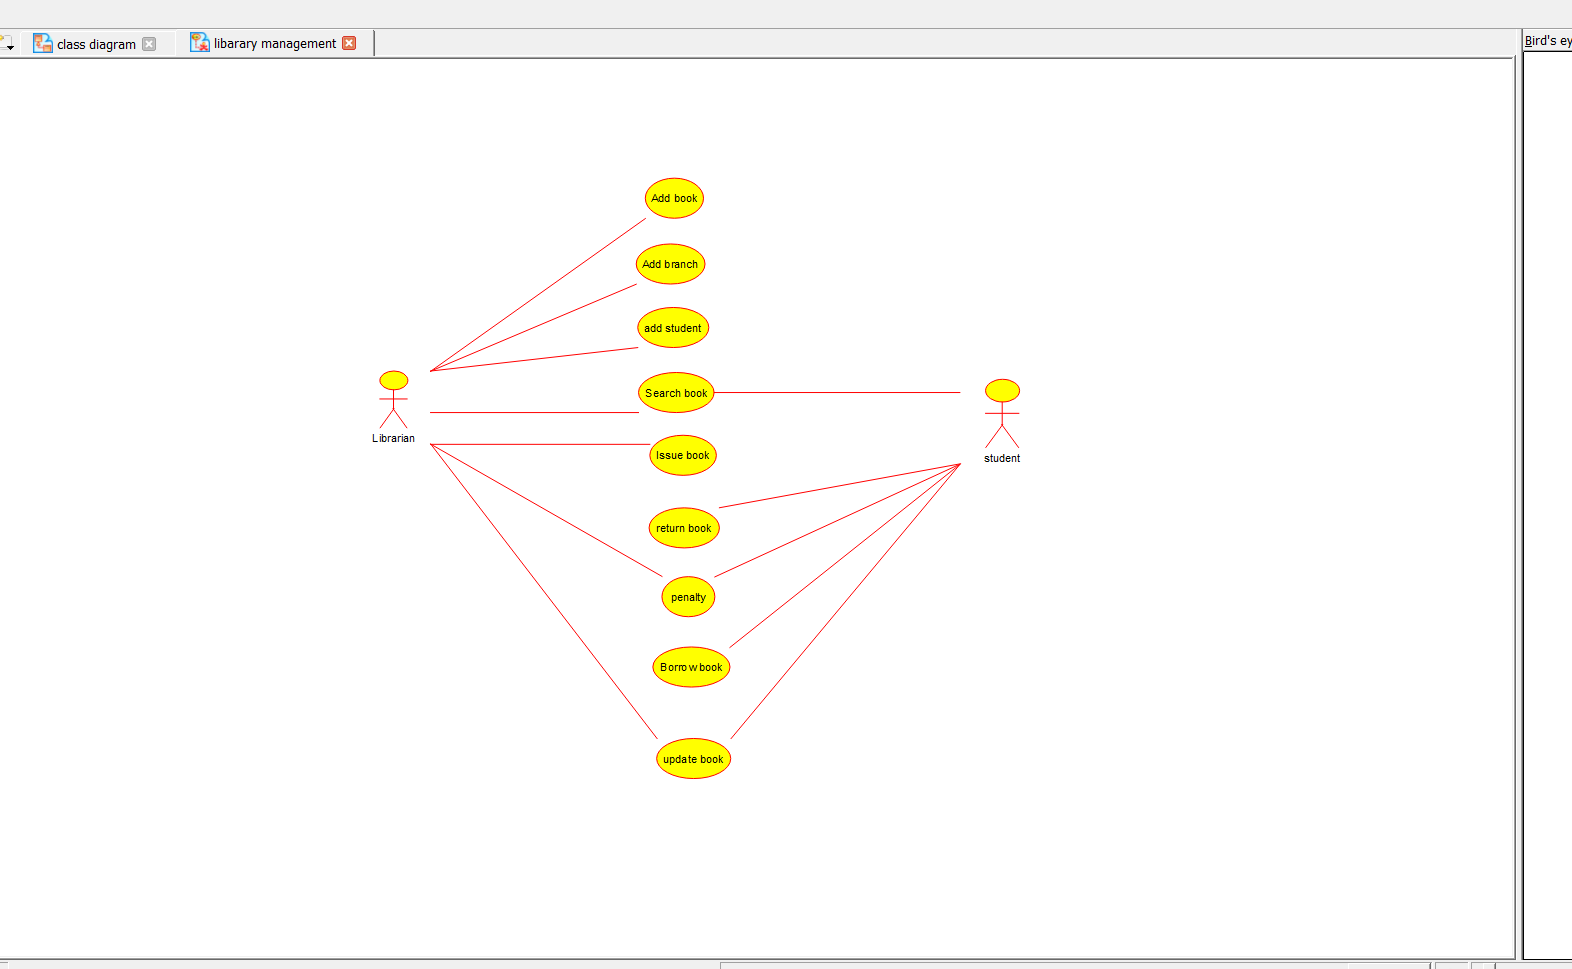 class diagram
libarary management
Bird's ey
Add book
Add branch
add student
Search book
Librarian
student
Issue book
return book
penalty
Borrow book
update book